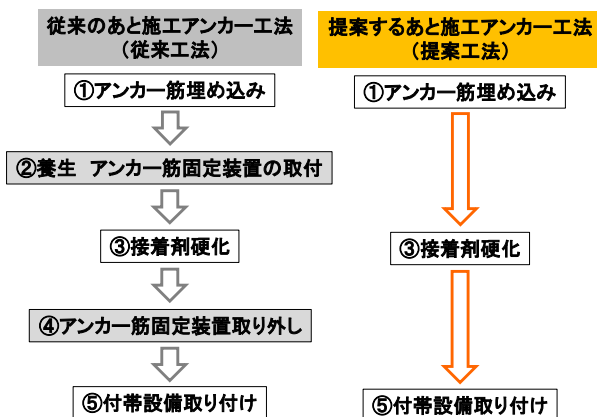 従来のあと施工アンカー工法
（従来工法）
①アンカー筋埋め込み
②養生　アンカー筋固定装置の取付
③接着剤硬化
④アンカー筋固定装置取り外し
⑤付帯設備取り付け
提案するあと施工アンカー工法
（提案工法）
①アンカー筋埋め込み
③接着剤硬化
⑤付帯設備取り付け